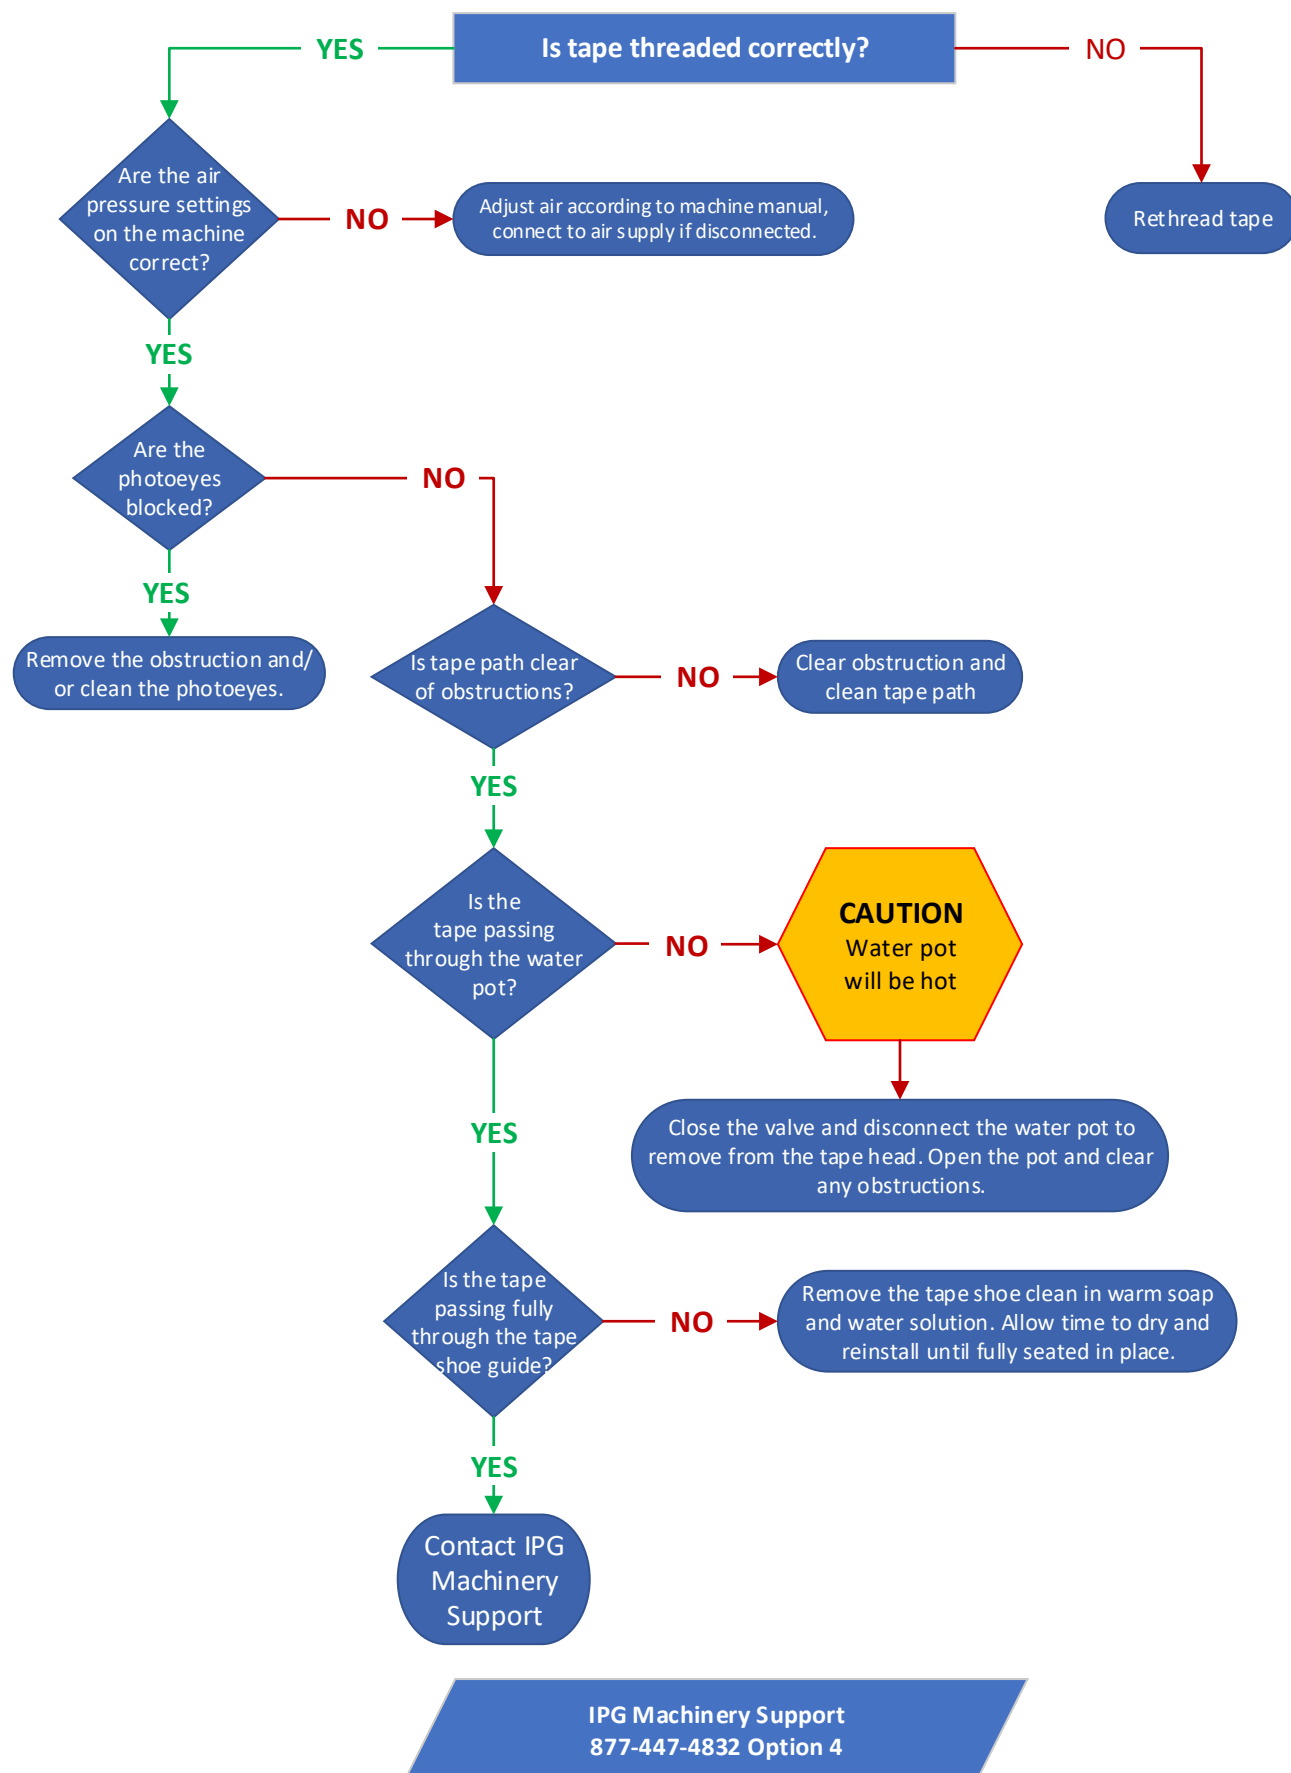 Is tape threaded correctly?
YES
NO
Are the air
pressure settings
on the machine
correct?
NO
Adjust air according to machine manual,
connect to air supply if disconnected.
Rethread tape
YES
Are the
photoeyes
blocked?
NO
YES
Remove the obstruction and/
or clean the photoeyes.
Is tape path clear
of obstructions?
NO
Clear obstruction and
clean tape path
YES
Is the
tape passing
through the water
pot?
NO
CAUTION
Water pot
will be hot
Close the valve and disconnect the water pot to
remove from the tape head. Open the pot and clear
any obstructions.
YES
Is the tape
passing fully
through the tape
shoe guide?
NO
Remove the tape shoe clean in warm soap
and water solution. Allow time to dry and
reinstall until fully seated in place.
YES
Contact IPG
Machinery
Support
IPG Machinery Support
877-447-4832 Option 4